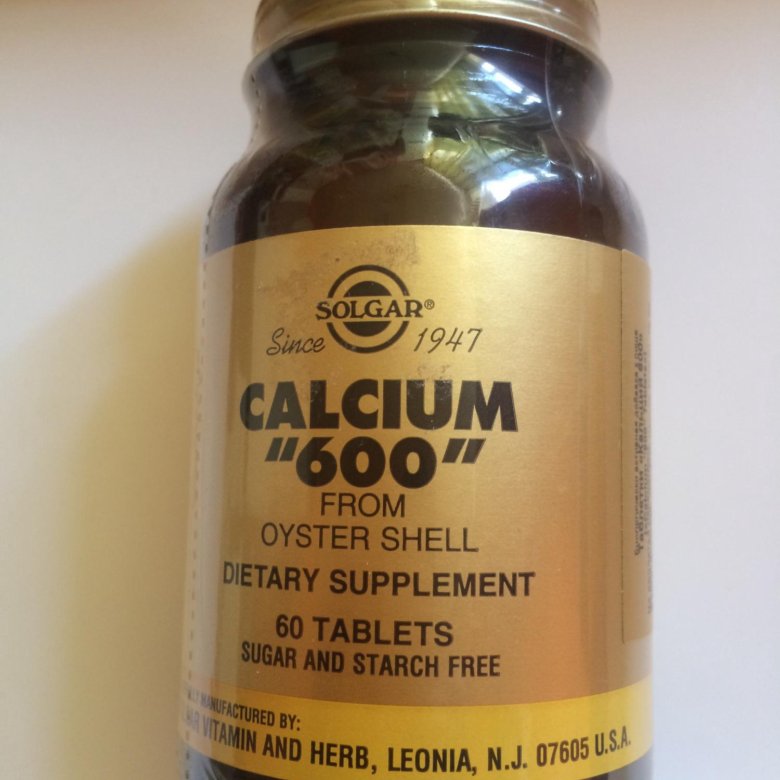 SOLGAR®
Since 1947
CALCIUM
"600"
FROM
OYSTER SHELL
DIETARY SUPPLEMENT
60 TABLETS
SUGAR AND STARCH FREE
MANUFACTURED BY:
VITAMIN AND HERB, LEONIA, N.J. 07605 U.S.A.